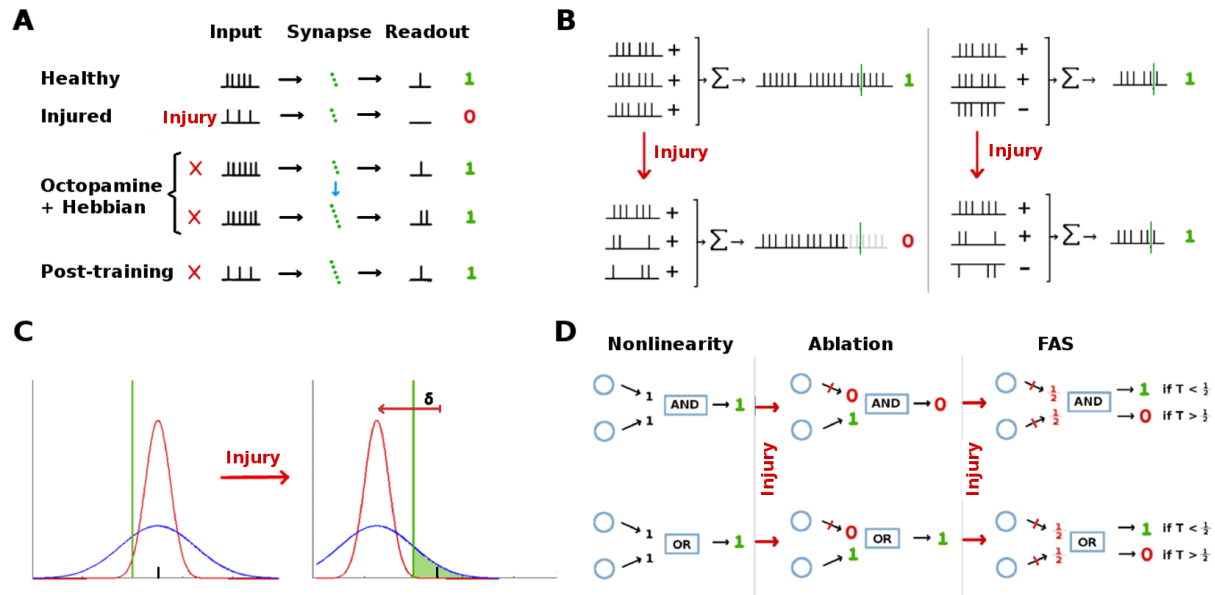 A
Input Synapse Readout
Healthy 1
Injured Injury 0
Octopamine
+ Hebbian
1
1
Post-training 1
B
+
+ Σ 1
+
Injury
+
+ Σ 0
+
+
+ Σ 1
−
Injury
+
+ Σ 1
−
C
Injury
δ
D
Nonlinearity Ablation FAS
1
1
AND 1
0
1
AND 0
1/2
1/2
AND
1 if T < 1/2
0 if T > 1/2
Injury
Injury
1
1
OR 1
0
1
OR 1
1/2
1/2
OR
1 if T < 1/2
0 if T > 1/2